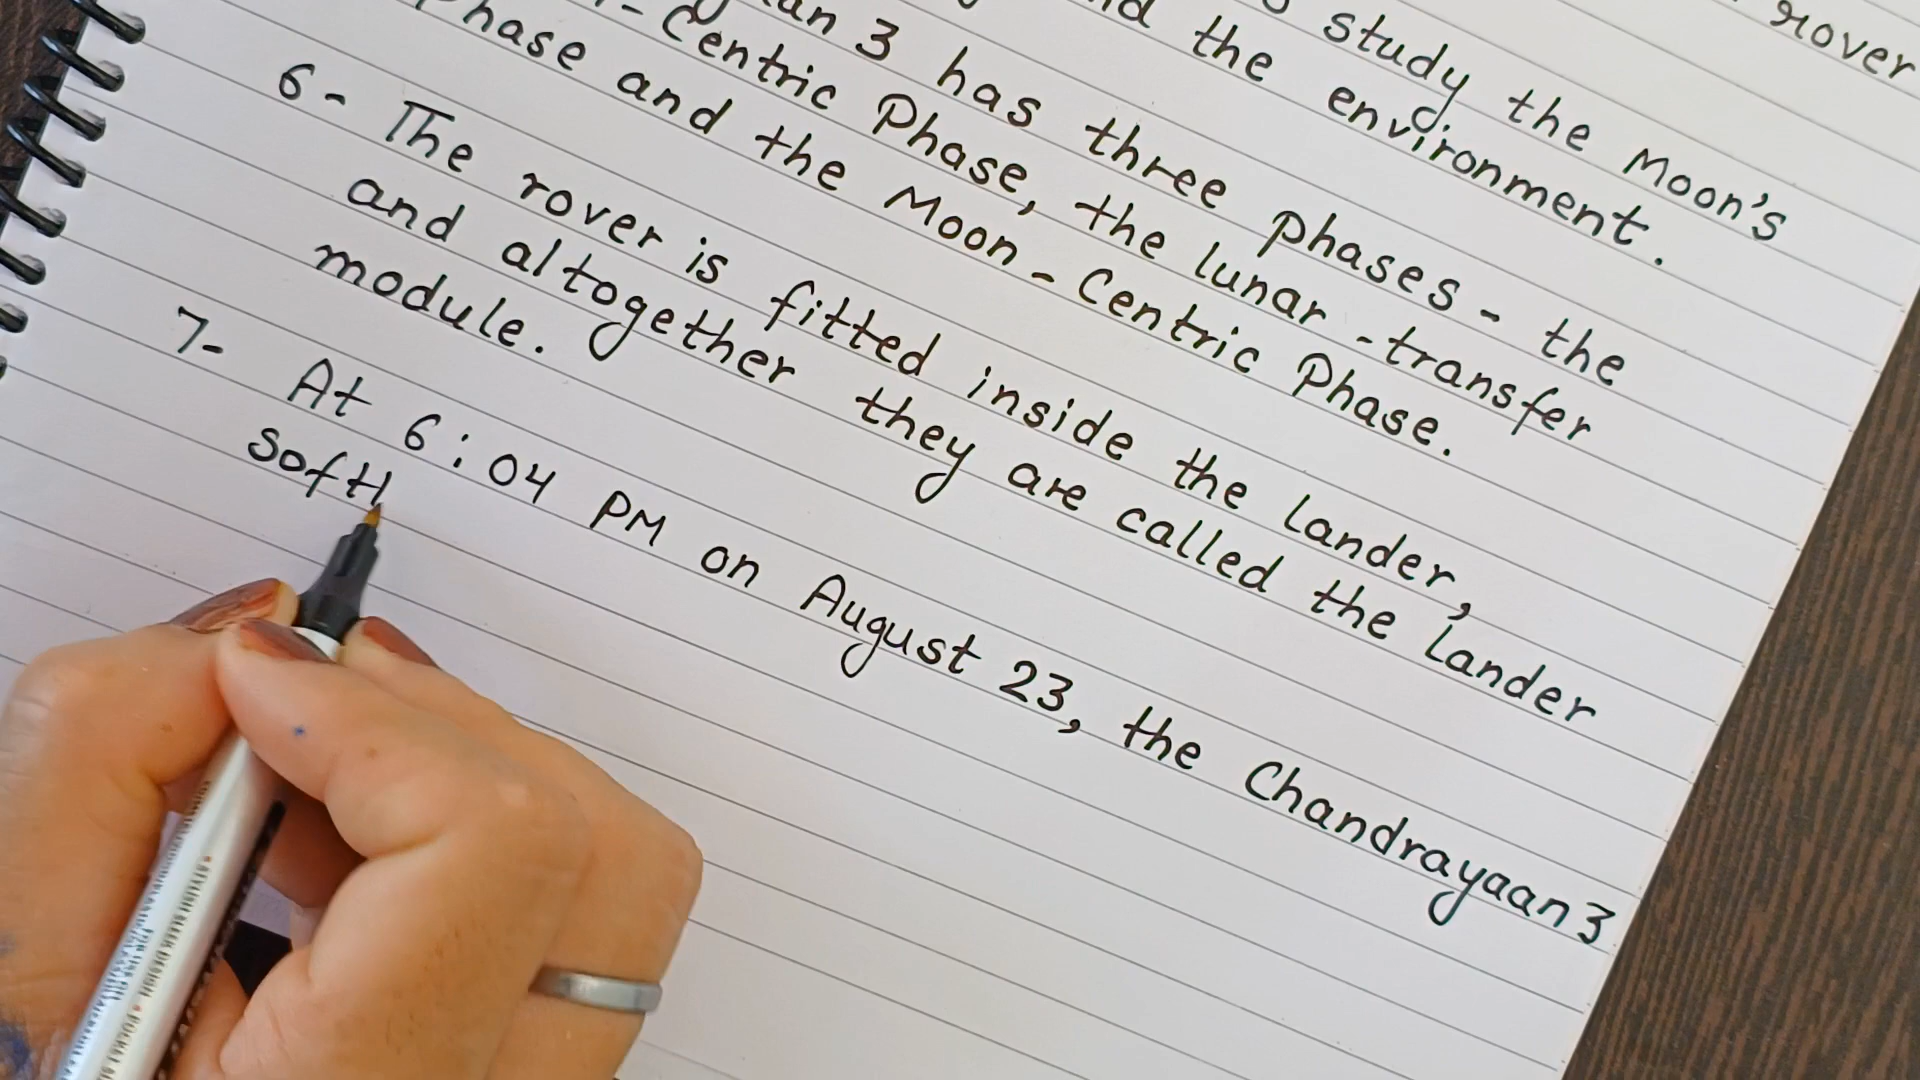 rover
study the Moon's
and the environment.
3 has three Phases - the
- Centric Phase, the lunar - transfer
Phase and the Moon - Centric Phase.
6 - The rover is fitted inside the Lander,
and altogether they are called the Lander
module.
7- At 6:04 PM on August 23, the Chandrayaan 3
softl